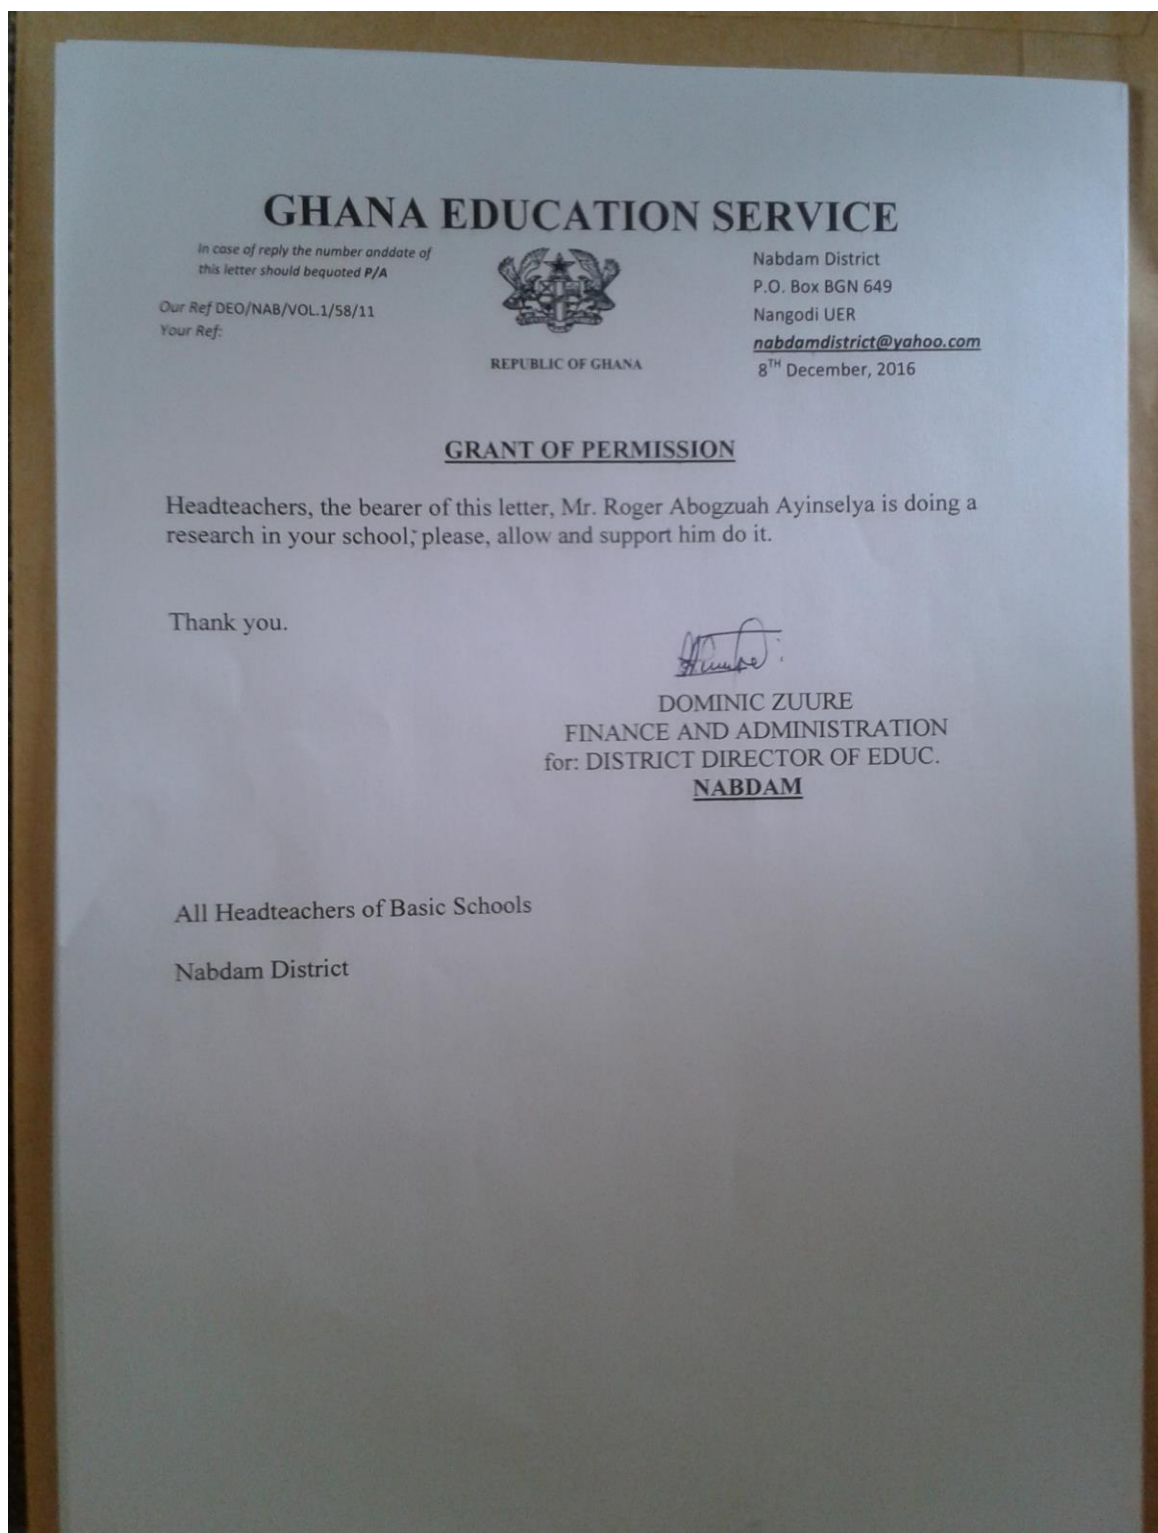 GHANA EDUCATION SERVICE
In case of reply the number anddate of
this letter should bequoted P/A
Our Ref DEO/NAB/VOL.1/58/11
Your Ref:
REPUBLIC OF GHANA
Nabdam District
P.O. Box BGN 649
Nangodi UER
nabdamdistrict@yahoo.com
8TH December, 2016
GRANT OF PERMISSION
Headteachers, the bearer of this letter, Mr. Roger Abogzuah Ayinselya is doing a
research in your school; please, allow and support him do it.
Thank you.
DOMINIC ZUURE
FINANCE AND ADMINISTRATION
for: DISTRICT DIRECTOR OF EDUC.
NABDAM
All Headteachers of Basic Schools
Nabdam District